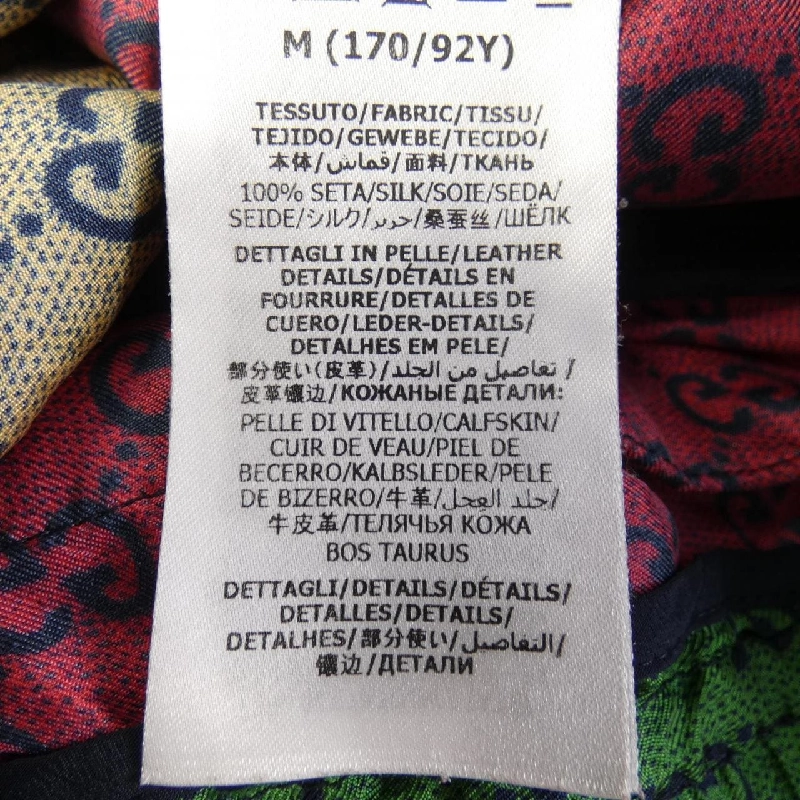 M (170/92Y)
TESSUTO/FABRIC/TISSU/
TEJIDO/GEWEBE/TECIDO/
本体/قماش/面料/ТКАНЬ
100% SETA/SILK/SOIE/SEDA/
SEIDE/シルク/حرير/桑蚕丝/ШЁЛК
DETTAGLI IN PELLE/LEATHER
DETAILS/DÉTAILS EN
FOURRURE/DETALLES DE
CUERO/LEDER-DETAILS/
DETALHES EM PELE/
部分使い(皮革)/تفاصيل من الجلد/
皮革镶边/КОЖАНЫЕ ДЕТАЛИ:
PELLE DI VITELLO/CALFSKIN/
CUIR DE VEAU/PIEL DE
BECERRO/KALBSLEDER/PELE
DE BIZERRO/牛革/جلد العجل/
牛皮革/ТЕЛЯЧЬЯ КОЖА
BOS TAURUS
DETTAGLI/DETAILS/DÉTAILS/
DETALLES/DETAILS/
DETALHES/部分使い/التفاصيل/
镶边/ДЕТАЛИ